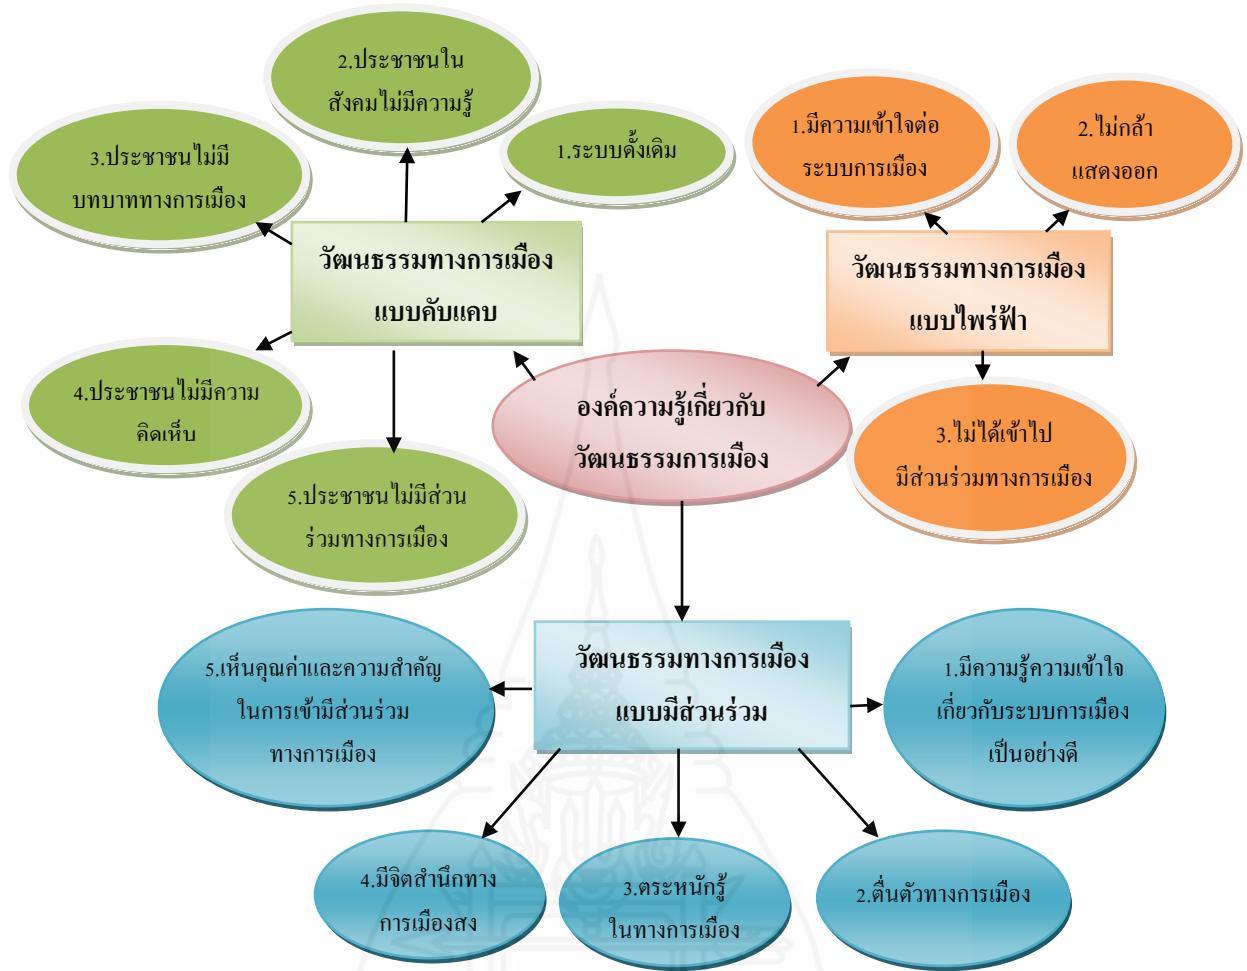 2.ประชาชนใน
สังคมไม่มีความรู้
1.ระบบดั้งเดิม
3.ประชาชนไม่มี
บทบาททางการเมือง
วัฒนธรรมทางการเมือง
แบบคับแคบ
4.ประชาชนไม่มีความ
คิดเห็น
5.ประชาชนไม่มีส่วน
ร่วมทางการเมือง
1.มีความเข้าใจต่อ
ระบบการเมือง
2.ไม่กล้า
แสดงออก
วัฒนธรรมทางการเมือง
แบบไพร่ฟ้า
3.ไม่ได้เข้าไป
มีส่วนร่วมทางการเมือง
องค์ความรู้เกี่ยวกับ
วัฒนธรรมการเมือง
วัฒนธรรมทางการเมือง
แบบมีส่วนร่วม
1.มีความรู้ความเข้าใจ
เกี่ยวกับระบบการเมือง
เป็นอย่างดี
2.ตื่นตัวทางการเมือง
3.ตระหนักรู้
ในทางการเมือง
4.มีจิตสำนึกทาง
การเมืองสง
5.เห็นคุณค่าและความสำคัญ
ในการเข้ามีส่วนร่วม
ทางการเมือง